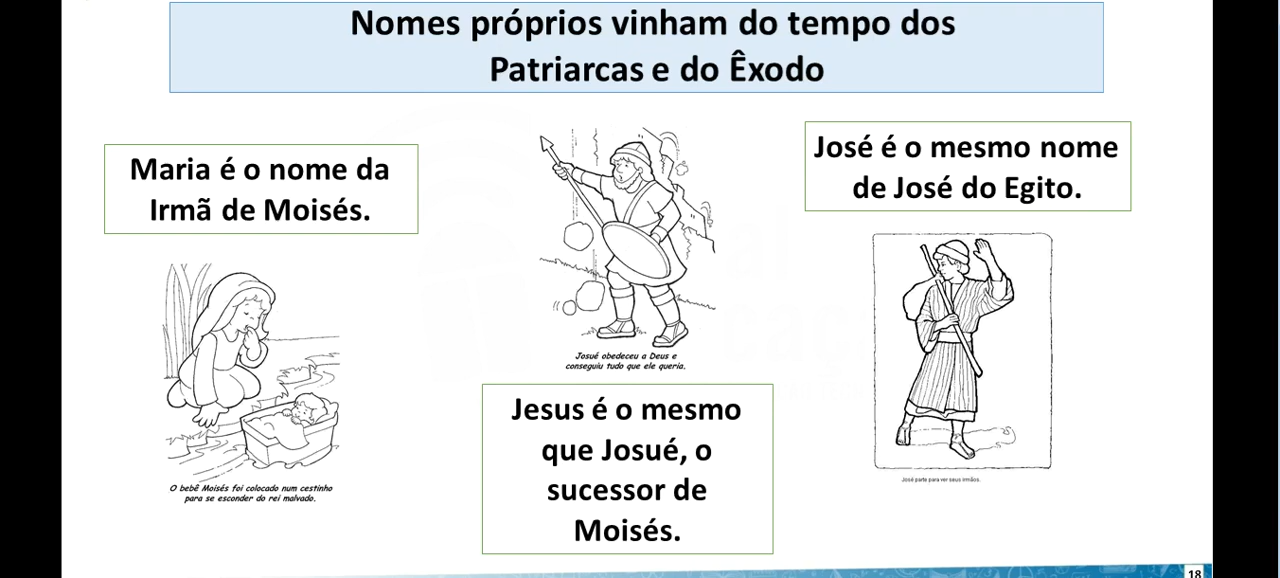 Nomes próprios vinham do tempo dos
Patriarcas e do Êxodo
Maria é o nome da
Irmã de Moisés.
O bebê Moisés foi colocado num cestinho
para se esconder do rei malvado.
Josué obedeceu a Deus e
conseguiu tudo que ele queria.
Jesus é o mesmo
que Josué, o
sucessor de
Moisés.
José é o mesmo nome
de José do Egito.
José parte para ver seus irmãos.
18